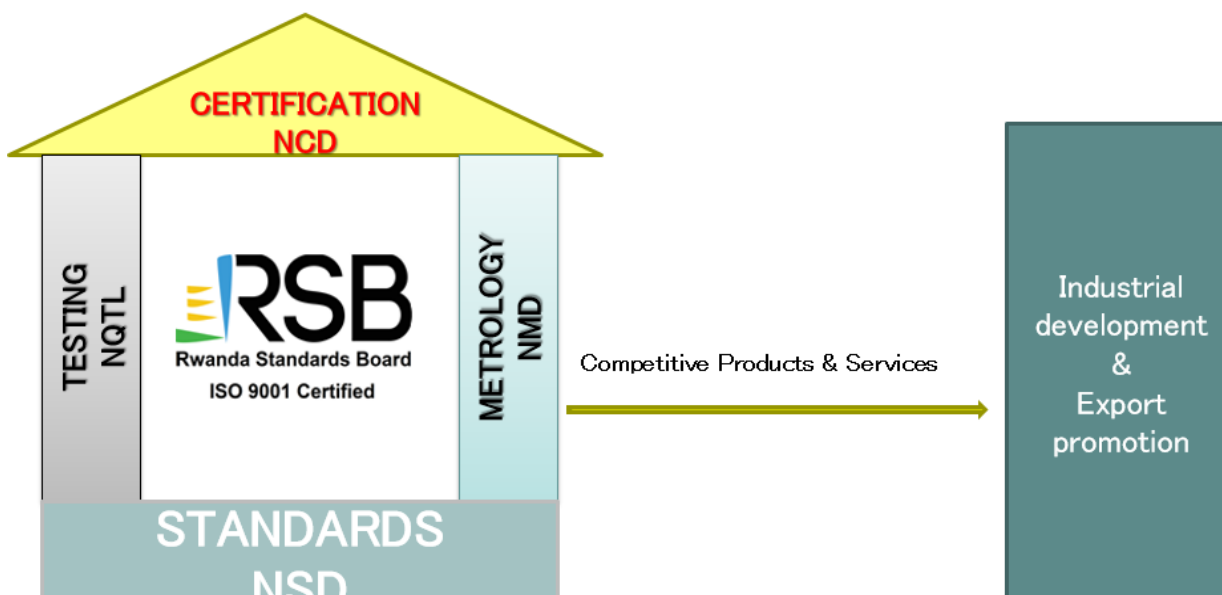 CERTIFICATION
NCD
TESTING
NQTL
RSB
Rwanda Standards Board
ISO 9001 Certified
METROLOGY
NMD
Competitive Products & Services
Industrial
development
&
Export
promotion
STANDARDS
NSD